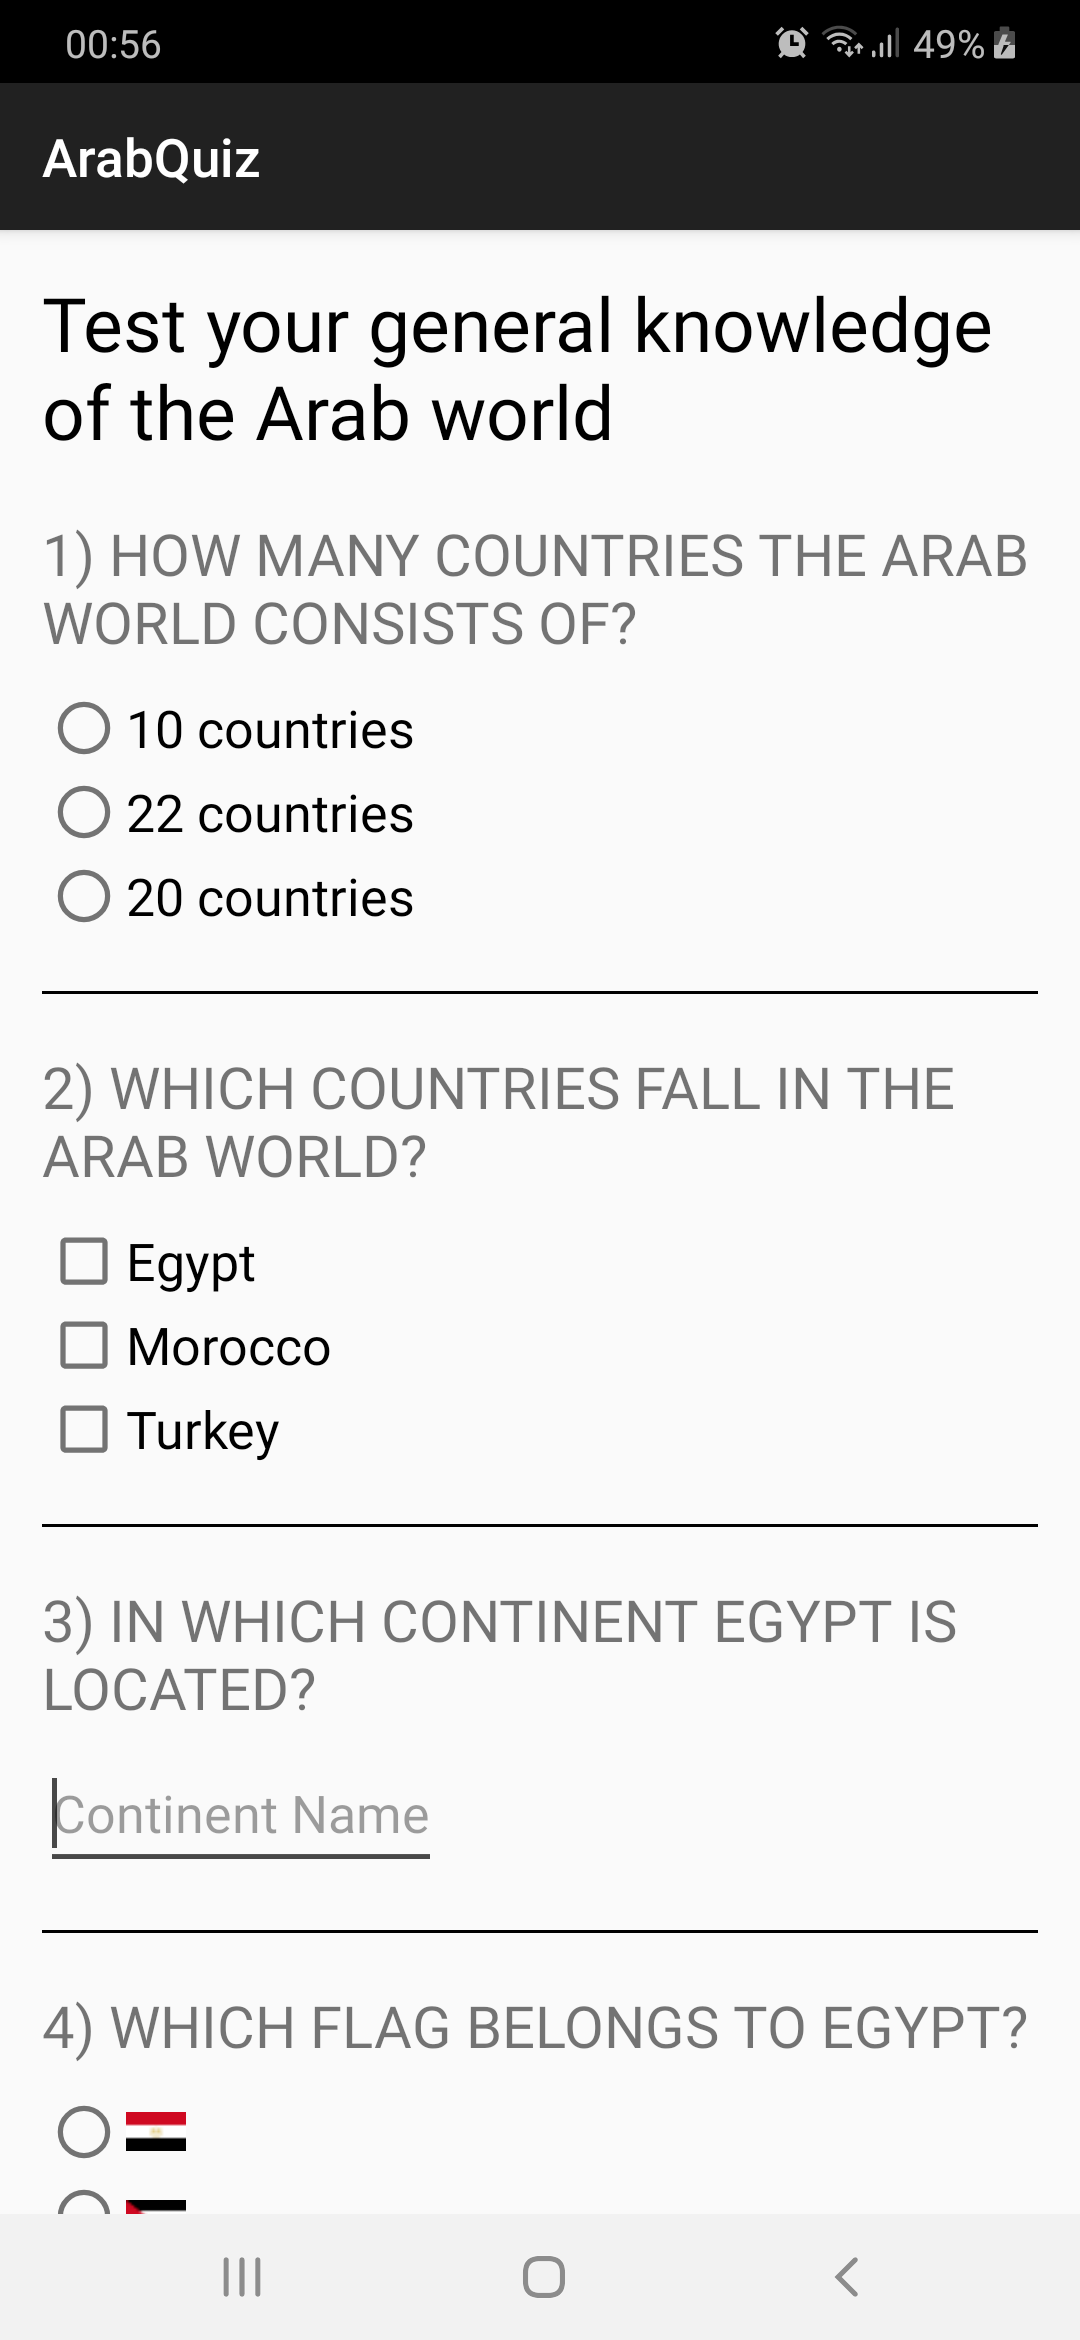 00:56 49%
ArabQuiz
Test your general knowledge
of the Arab world
1) HOW MANY COUNTRIES THE ARAB
WORLD CONSISTS OF?
10 countries
22 countries
20 countries
2) WHICH COUNTRIES FALL IN THE
ARAB WORLD?
Egypt
Morocco
Turkey
3) IN WHICH CONTINENT EGYPT IS
LOCATED?
Continent Name
4) WHICH FLAG BELONGS TO EGYPT?